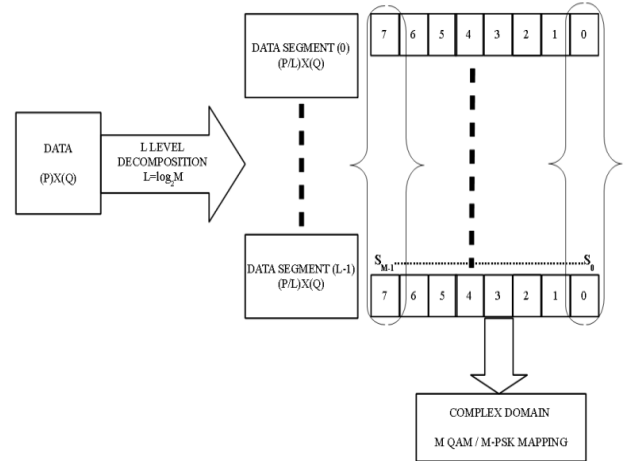 DATA
(P)X(Q)
L LEVEL
DECOMPOSITION
L=log2M
DATA SEGMENT (0)
(P/L)X(Q)
7 6 5 4 3 2 1 0
DATA SEGMENT (L-1)
(P/L)X(Q)
SM-1......................................................S0
7 6 5 4 3 2 1 0
COMPLEX DOMAIN
M QAM / M-PSK MAPPING